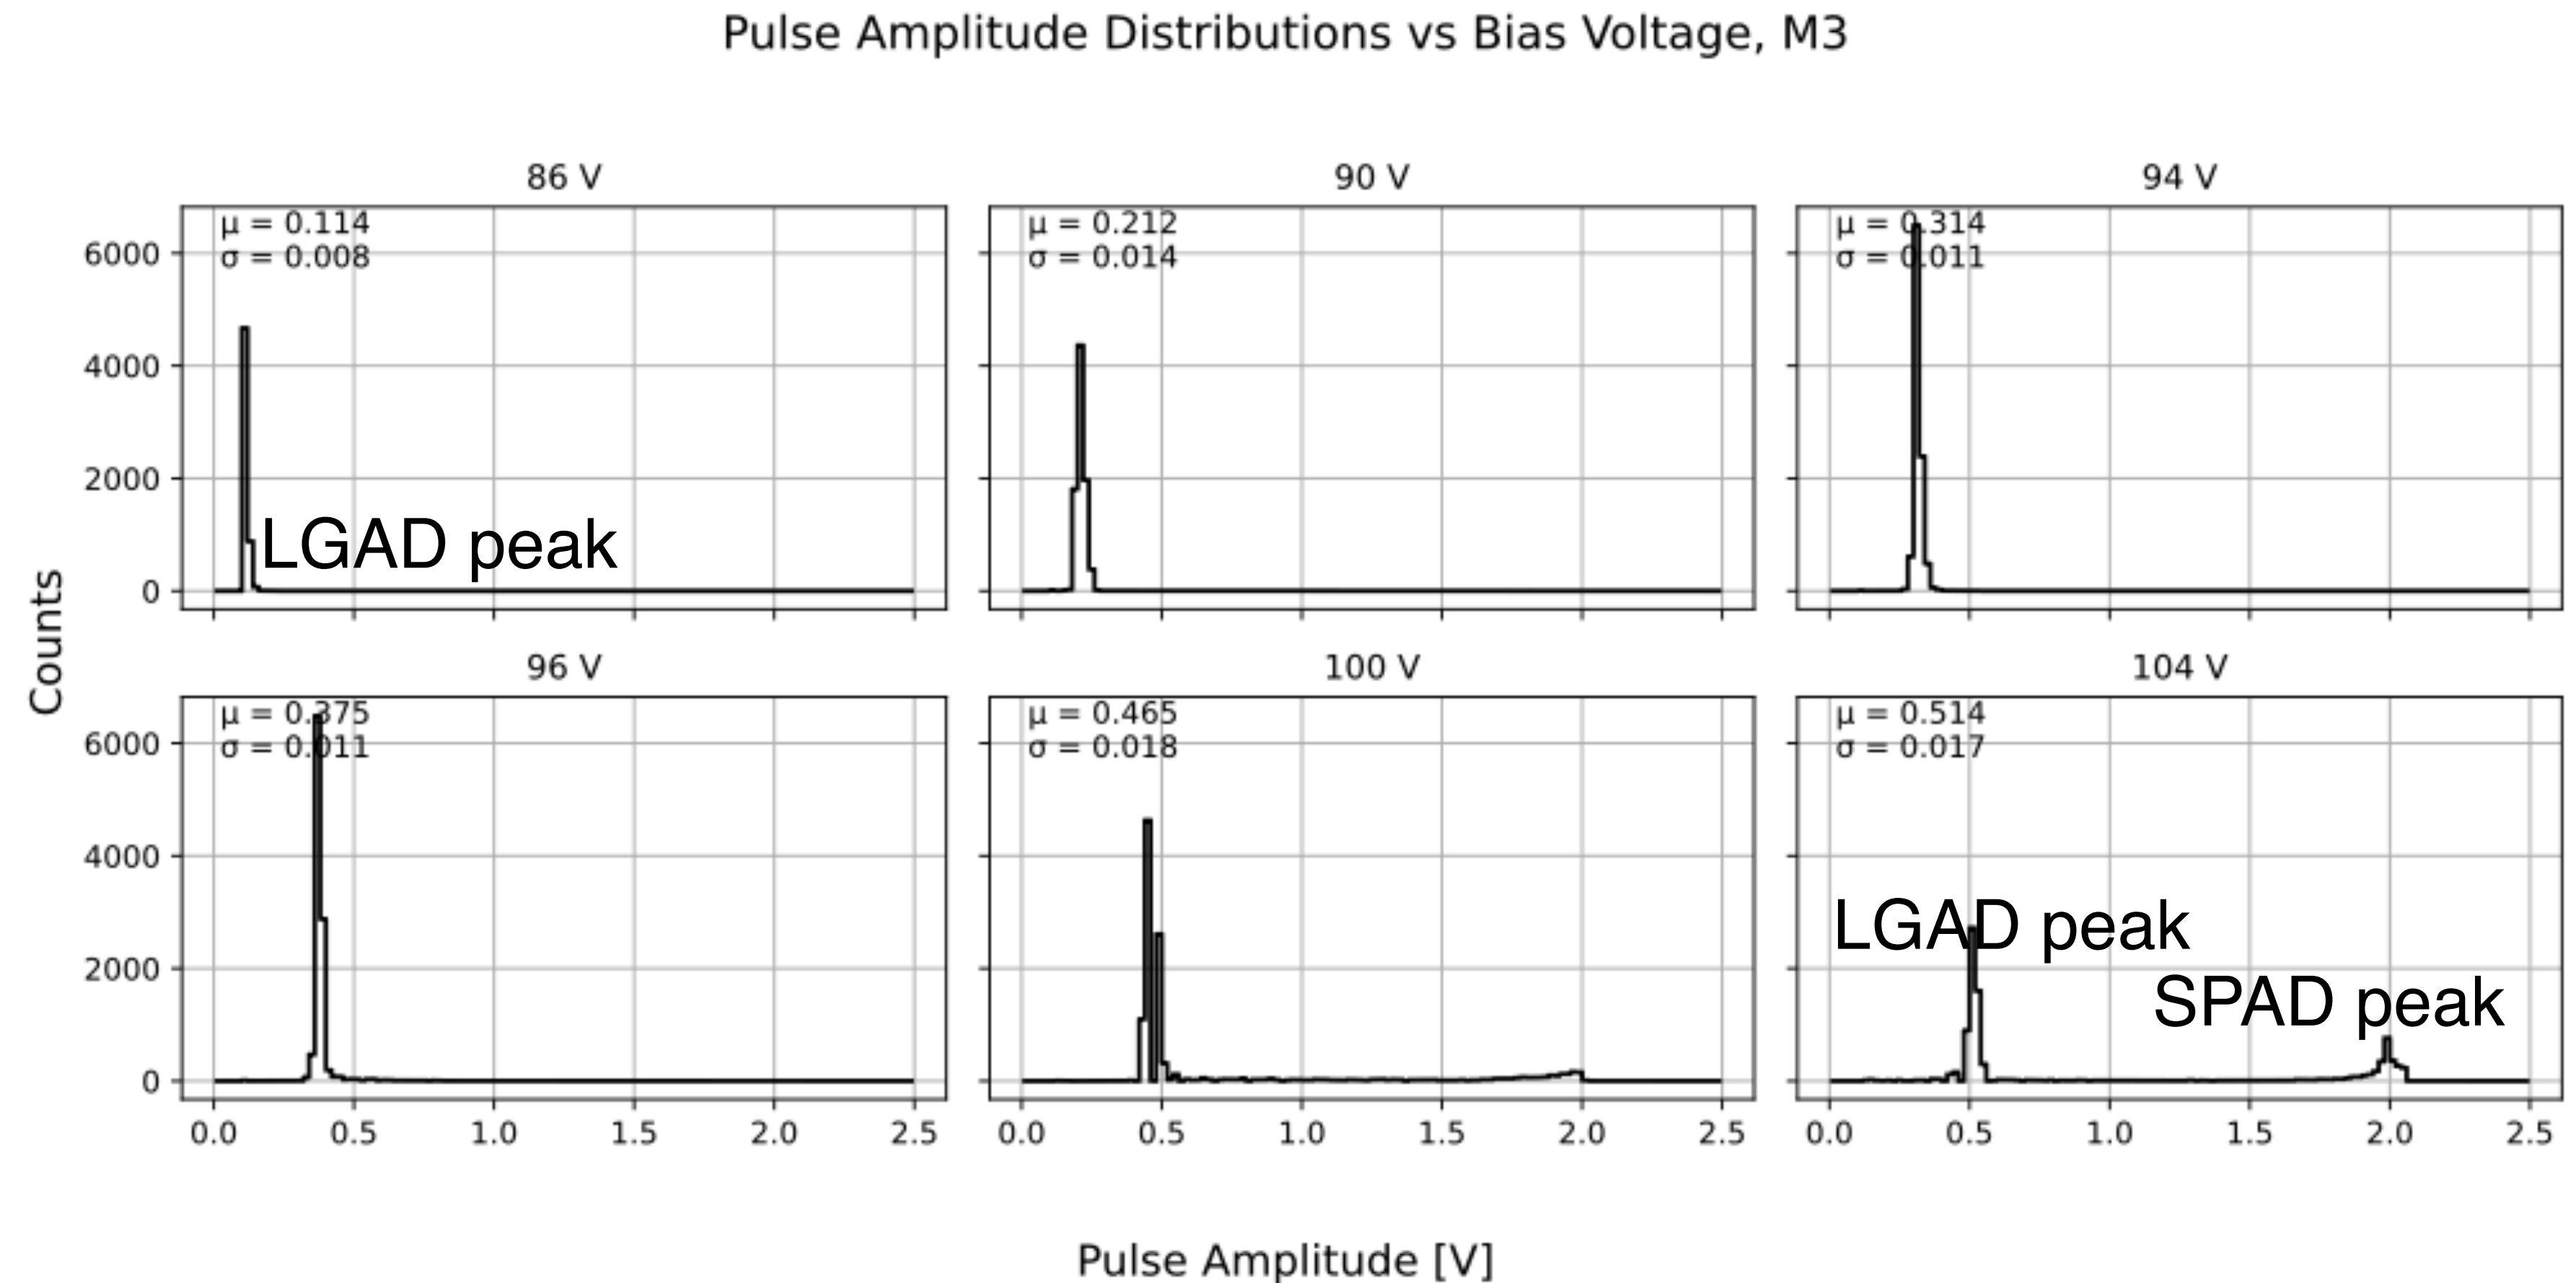 Pulse Amplitude Distributions vs Bias Voltage, M3
86 V
90 V
94 V
μ = 0.114
σ = 0.008
μ = 0.212
σ = 0.014
μ = 0.314
σ = 0.011
6000
4000
2000
0
LGAD peak
Counts
96 V
100 V
104 V
μ = 0.375
σ = 0.011
μ = 0.465
σ = 0.018
μ = 0.514
σ = 0.017
6000
4000
2000
0
LGAD peak
SPAD peak
0.0 0.5 1.0 1.5 2.0 2.5
0.0 0.5 1.0 1.5 2.0 2.5
0.0 0.5 1.0 1.5 2.0 2.5
Pulse Amplitude [V]